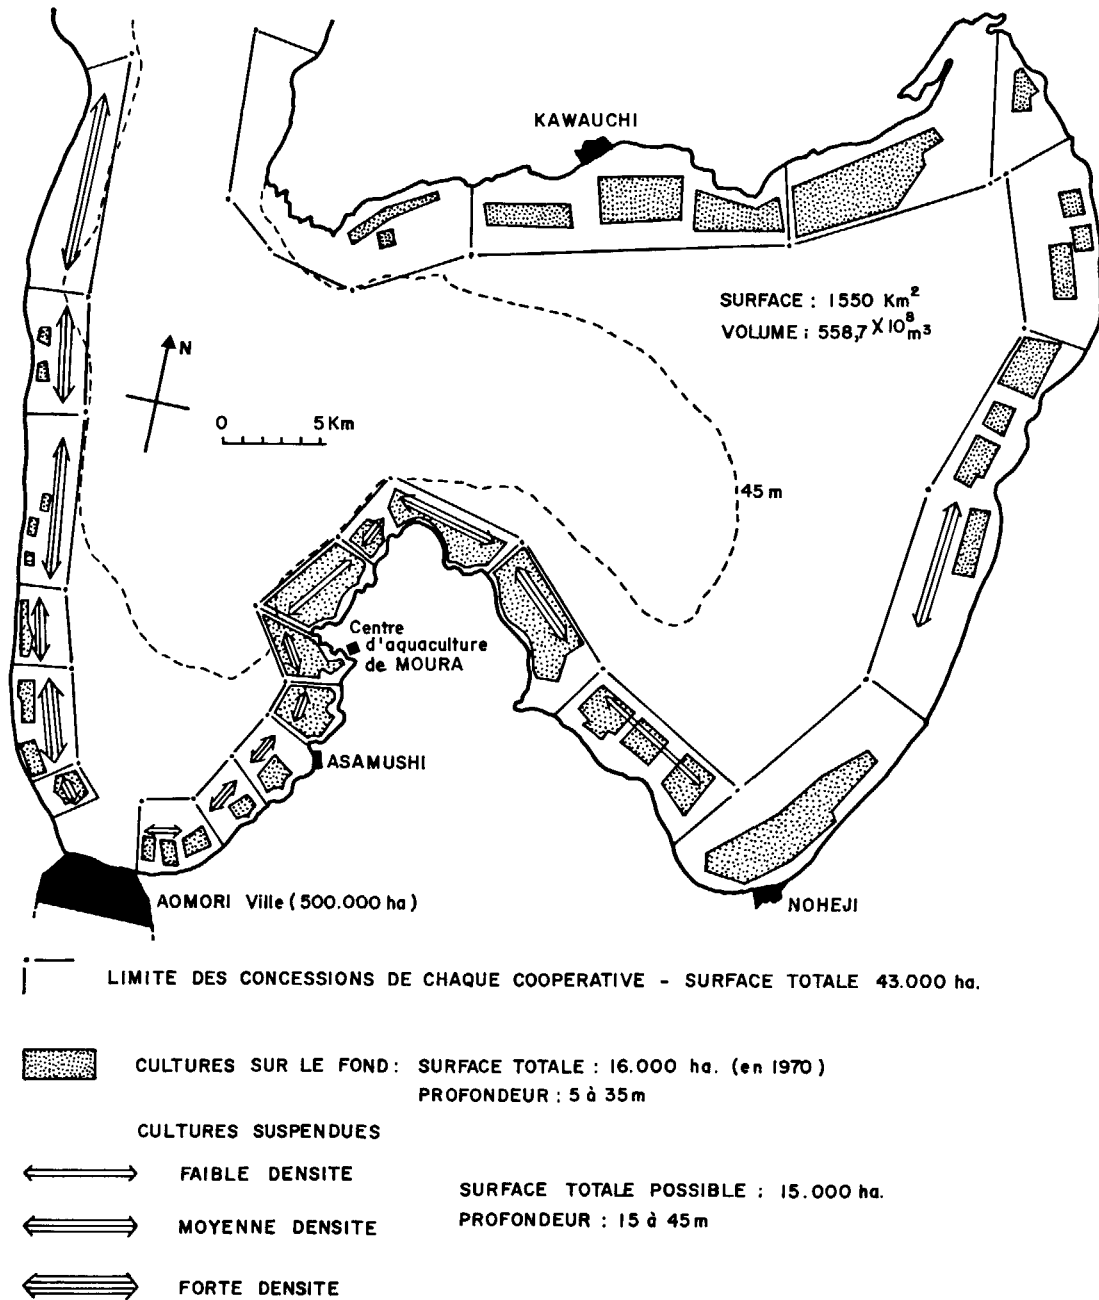 KAWAUCHI
SURFACE : 1550 Km²
VOLUME : 558,7 X 10⁸ m³
N
0 5 Km
45 m
Centre
d'aquaculture
de MOURA
ASAMUSHI
AOMORI Ville (500.000 ha)
NOHEJI
LIMITE DES CONCESSIONS DE CHAQUE COOPERATIVE - SURFACE TOTALE 43.000 ha.
CULTURES SUR LE FOND : SURFACE TOTALE : 16.000 ha. (en 1970)
PROFONDEUR : 5 à 35m
CULTURES SUSPENDUES
FAIBLE DENSITE
SURFACE TOTALE POSSIBLE : 15.000 ha.
MOYENNE DENSITE
PROFONDEUR : 15 à 45m
FORTE DENSITE